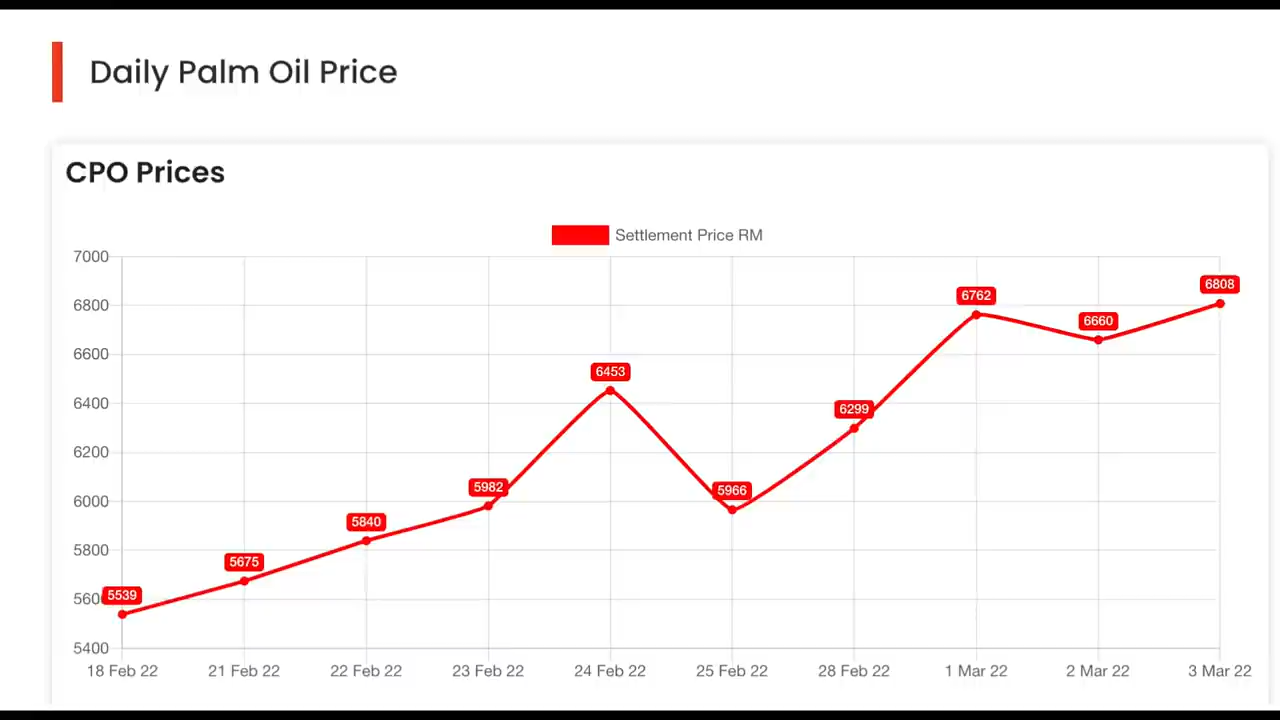 Daily Palm Oil Price
CPO Prices
Settlement Price RM
7000
6800
6600
6400
6200
6000
5800
560
5400
5539
5675
5840
5982
6453
5966
6299
6762
6660
6808
18 Feb 22
21 Feb 22
22 Feb 22
23 Feb 22
24 Feb 22
25 Feb 22
28 Feb 22
1 Mar 22
2 Mar 22
3 Mar 22